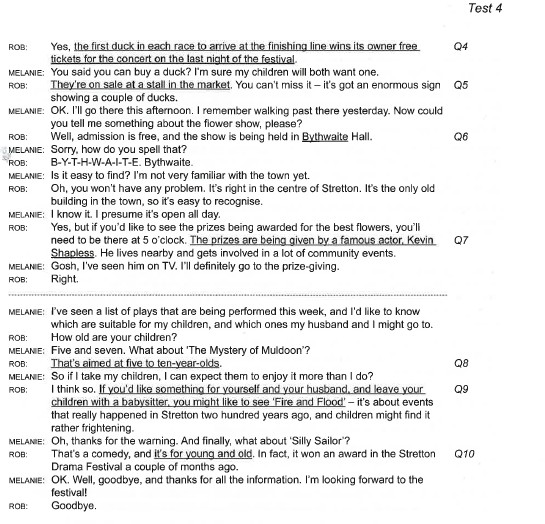 Test 4
ROB: Yes, the first duck in each race to arrive at the finishing line wins its owner free Q4
tickets for the concert on the last night of the festival.
MELANIE: You said you can buy a duck? I'm sure my children will both want one.
ROB: They're on sale at a stall in the market. You can't miss it – it's got an enormous sign Q5
showing a couple of ducks.
MELANIE: OK. I'll go there this afternoon. I remember walking past there yesterday. Now could
you tell me something about the flower show, please?
ROB: Well, admission is free, and the show is being held in Bythwaite Hall. Q6
MELANIE: Sorry, how do you spell that?
ROB: B-Y-T-H-W-A-I-T-E. Bythwaite.
MELANIE: Is it easy to find? I'm not very familiar with the town yet.
ROB: Oh, you won't have any problem. It's right in the centre of Stretton. It's the only old
building in the town, so it's easy to recognise.
MELANIE: I know it. I presume it's open all day.
ROB: Yes, but if you'd like to see the prizes being awarded for the best flowers, you'll
need to be there at 5 o'clock. The prizes are being given by a famous actor, Kevin Q7
Shapless. He lives nearby and gets involved in a lot of community events.
MELANIE: Gosh, I've seen him on TV. I'll definitely go to the prize-giving.
ROB: Right.
MELANIE: I've seen a list of plays that are being performed this week, and I'd like to know
which are suitable for my children, and which ones my husband and I might go to.
ROB: How old are your children?
MELANIE: Five and seven. What about 'The Mystery of Muldoon'?
ROB: That's aimed at five to ten-year-olds. Q8
MELANIE: So if I take my children, I can expect them to enjoy it more than I do?
ROB: I think so. If you'd like something for yourself and your husband, and leave your Q9
children with a babysitter, you might like to see 'Fire and Flood' – it's about events
that really happened in Stretton two hundred years ago, and children might find it
rather frightening.
MELANIE: Oh, thanks for the warning. And finally, what about 'Silly Sailor'?
ROB: That's a comedy, and it's for young and old. In fact, it won an award in the Stretton Q10
Drama Festival a couple of months ago.
MELANIE: OK. Well, goodbye, and thanks for all the information. I'm looking forward to the
festival!
ROB: Goodbye.